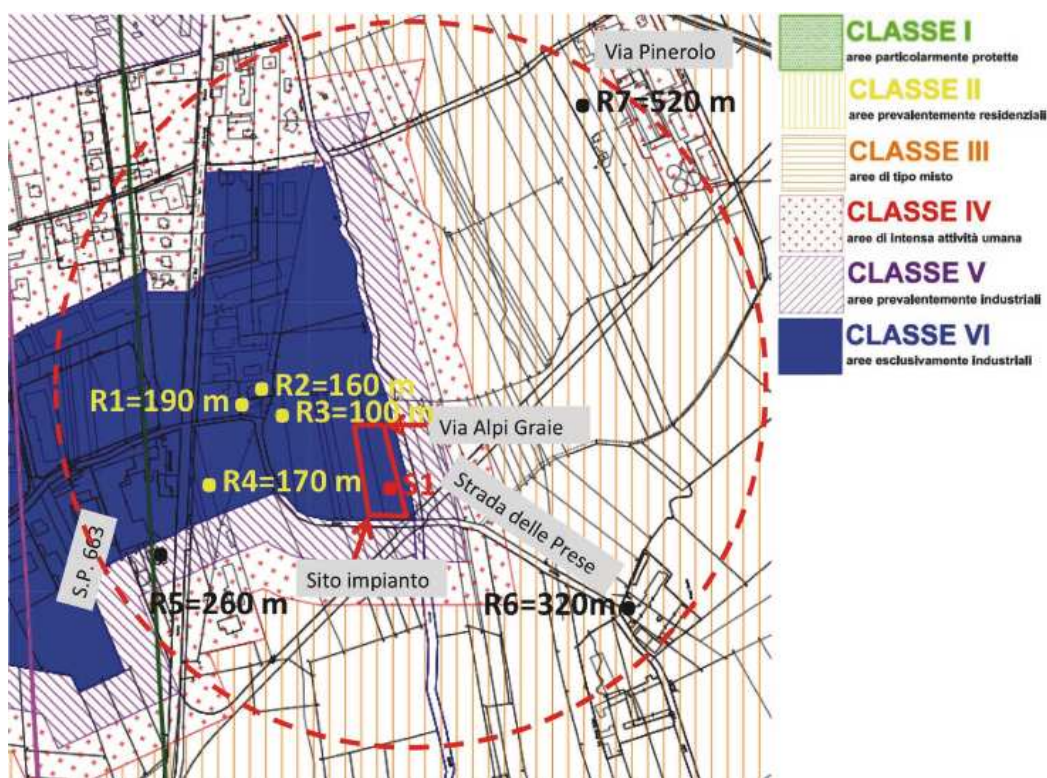 Via Pinerolo
R7=520 m
R2=160 m
R1=190 m
R3=100 m
Via Alpi Graie
R4=170 m
S1
Strada delle Prese
S.P. 663
Sito impianto
R5=260 m
R6=320m
CLASSE I
aree particolarmente protette
CLASSE II
aree prevalentemente residenziali
CLASSE III
aree di tipo misto
CLASSE IV
aree di intensa attività umana
CLASSE V
aree prevalentemente industriali
CLASSE VI
aree esclusivamente industriali